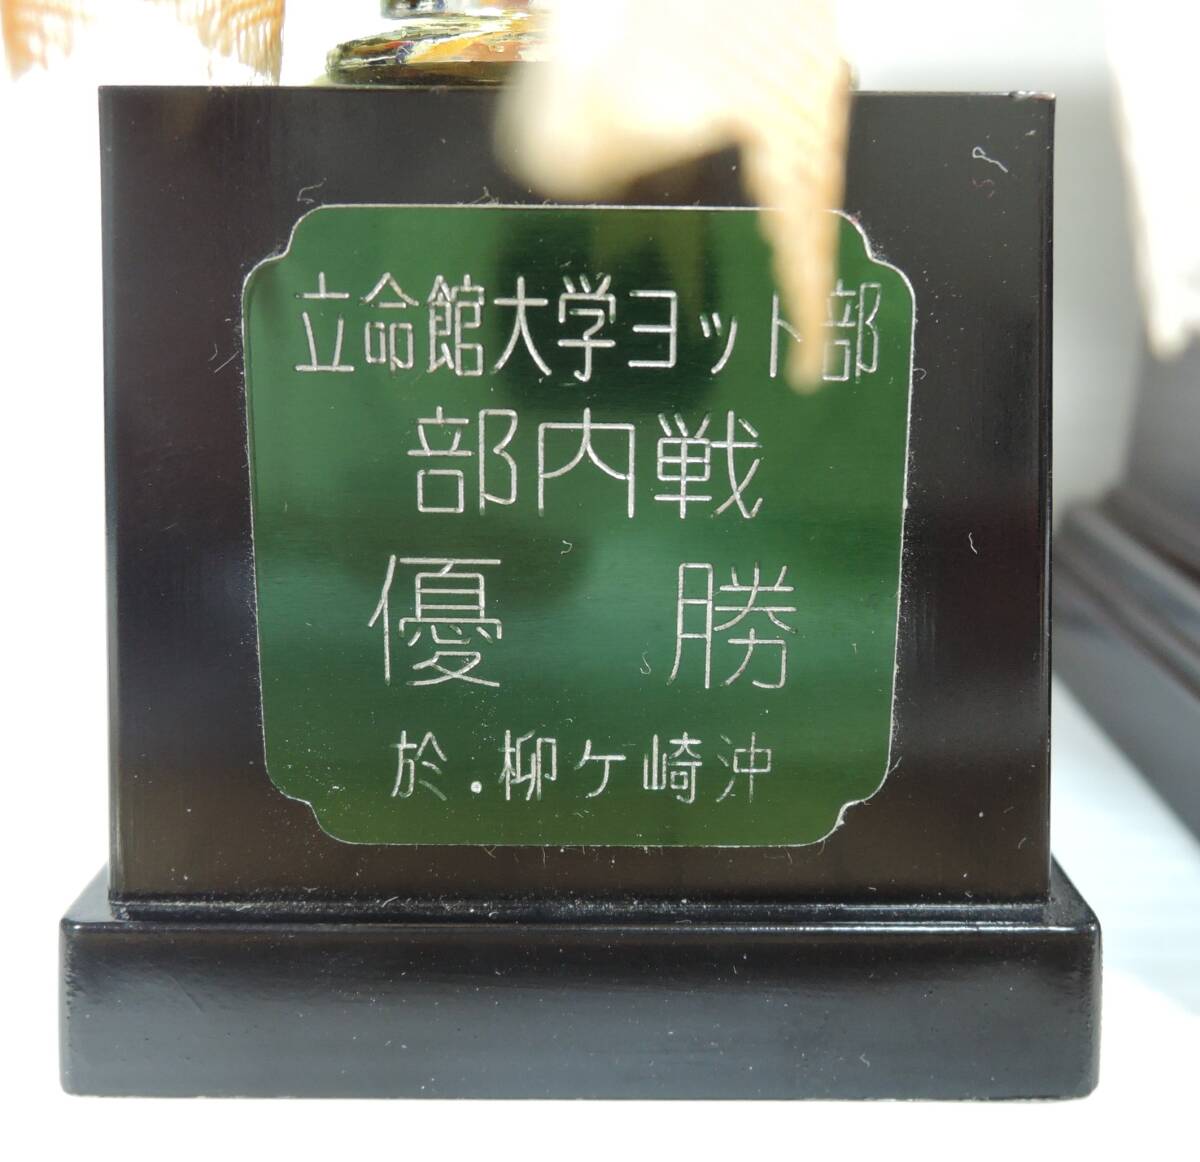 立命館大学ヨット部
部内戦
優 勝
於.柳ケ崎沖